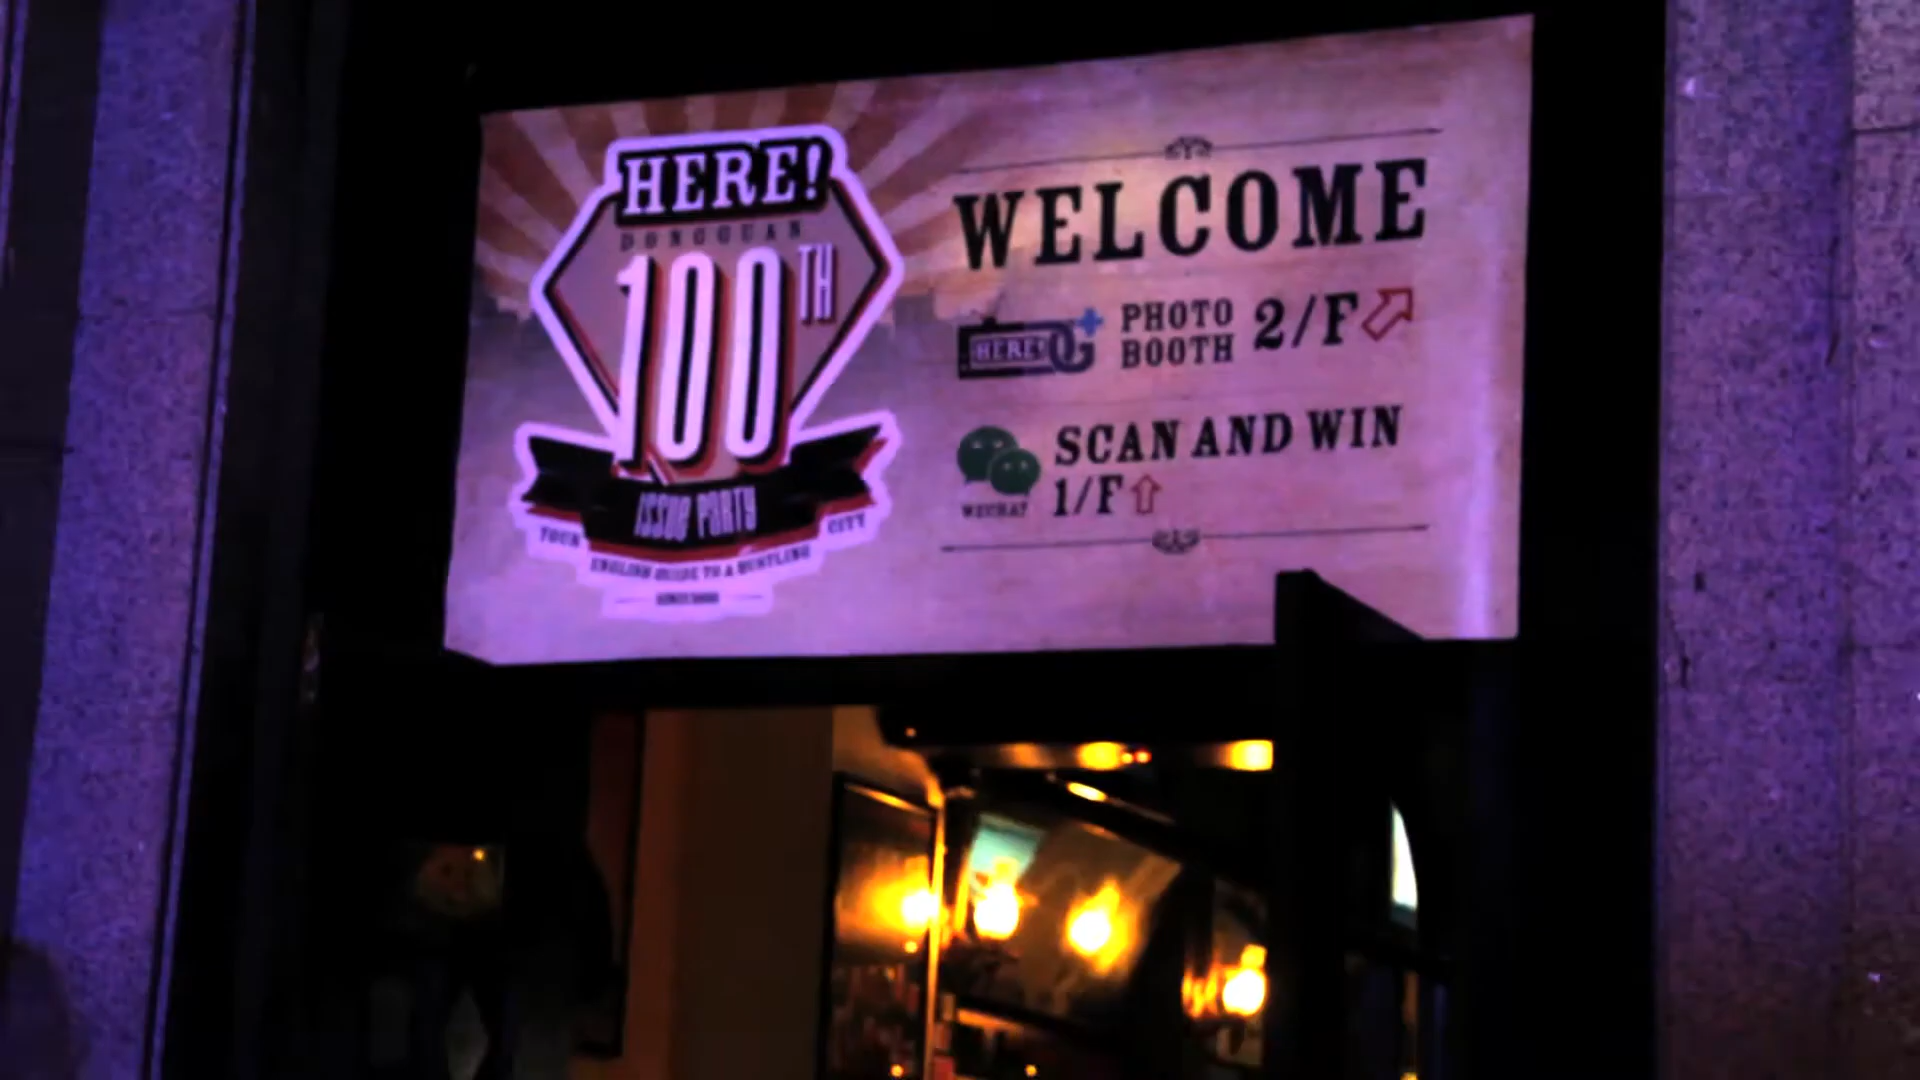 HERE!
DONGGUAN
100TH
ISSUE PARTY
YOUR
ENGLISH GUIDE TO A BUSTLING
CITY
WELCOME
HERE!
PHOTO
BOOTH
2/F
WECHAT
SCAN AND WIN
1/F